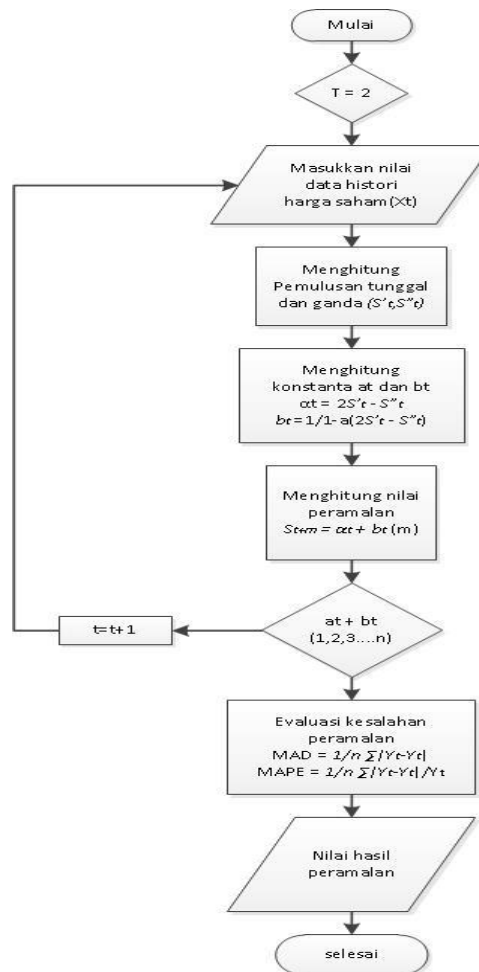 Mulai
T = 2
Masukkan nilai
data histori
harga saham(Xt)
Menghitung
Pemulusan tunggal
dan ganda (S't,S"t)
Menghitung
konstanta at dan bt
αt = 2S't - S"t
bt=1/1-a(2S't - S"t)
Menghitung nilai
peramalan
St+m = αt + bt (m)
at + bt
(1,2,3....n)
t=t+1
Evaluasi kesalahan
peramalan
MAD = 1/n ∑|Yt-Yt|
MAPE = 1/n ∑|Yt-Yt| /Yt
Nilai hasil
peramalan
selesai